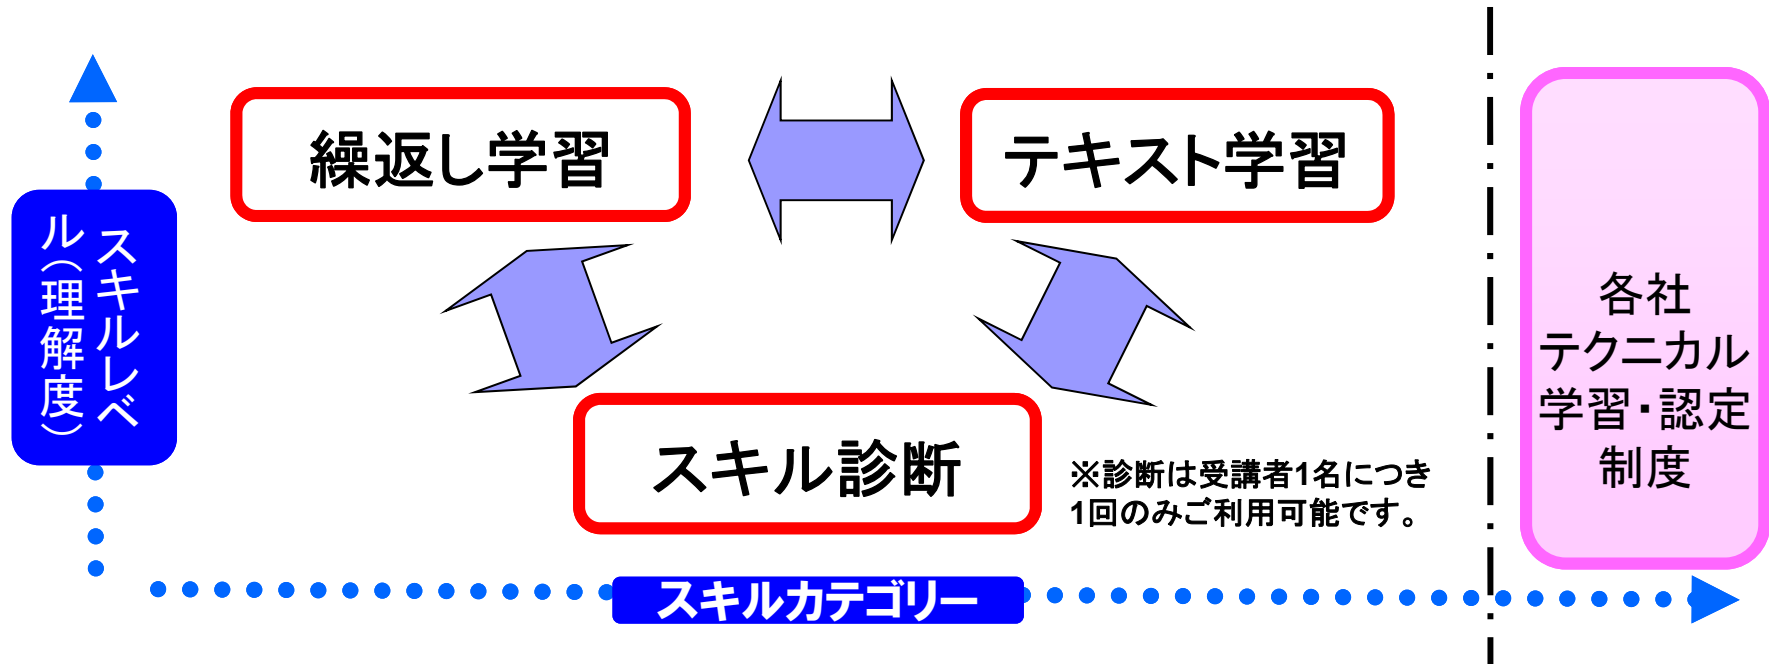 繰返し学習
テキスト学習
スキルレベ
ル（理解度）
スキル診断
※診断は受講者1名につき
1回のみご利用可能です。
スキルカテゴリー
各社
テクニカル
学習・認定
制度